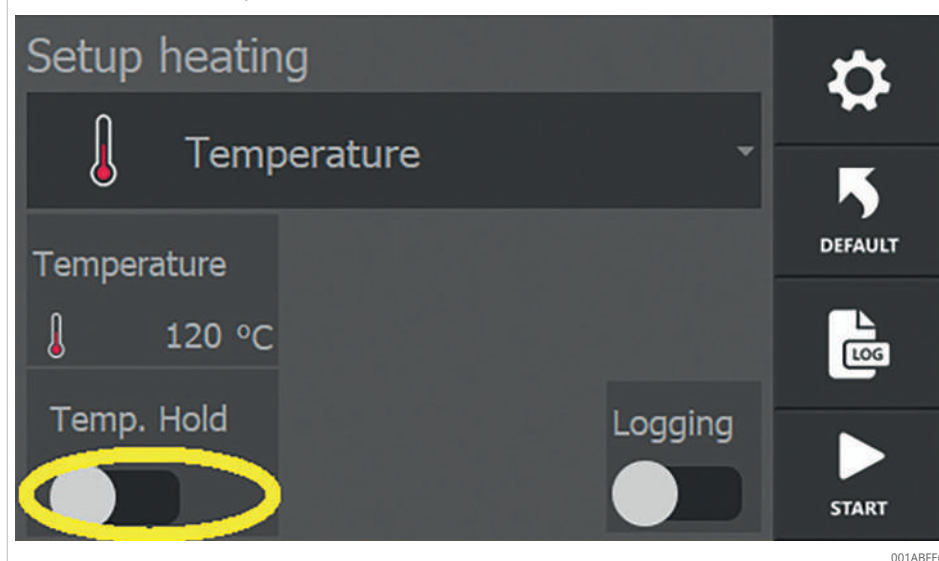 Setup heating
Temperature
Temperature
120 °C
Temp. Hold
Logging
DEFAULT
LOG
START